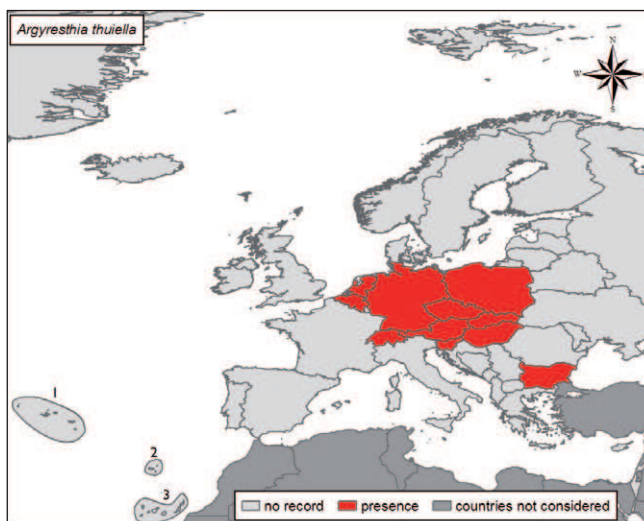 Argyresthia thuiella
N
W
S
1
2
3
no record presence countries not considered